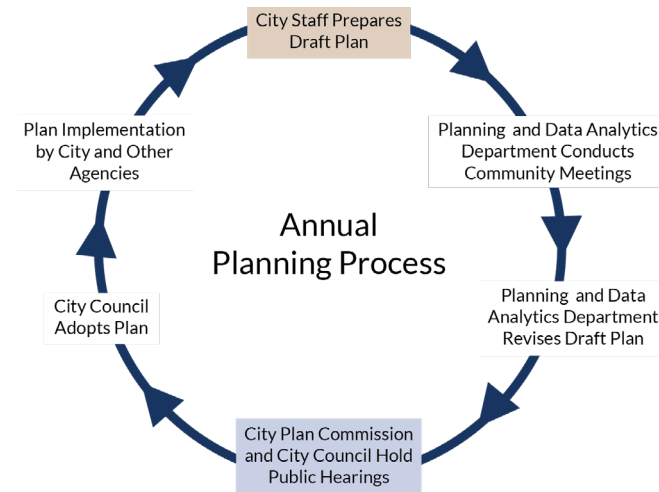 City Staff Prepares
Draft Plan
Planning and Data Analytics
Department Conducts
Community Meetings
Planning and Data
Analytics Department
Revises Draft Plan
City Plan Commission
and City Council Hold
Public Hearings
City Council
Adopts Plan
Plan Implementation
by City and Other
Agencies
Annual
Planning Process